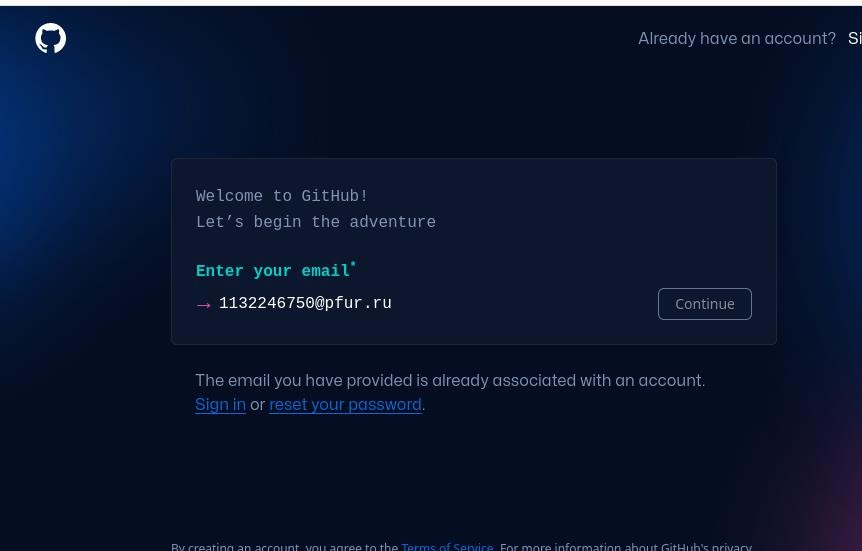 Already have an account? Si
Welcome to GitHub!
Let’s begin the adventure
Enter your email*
→ 1132246750@pfur.ru
Continue
The email you have provided is already associated with an account.
Sign in or reset your password.
By creating an account, you agree to the Terms of Service. For more information about GitHub's privacy